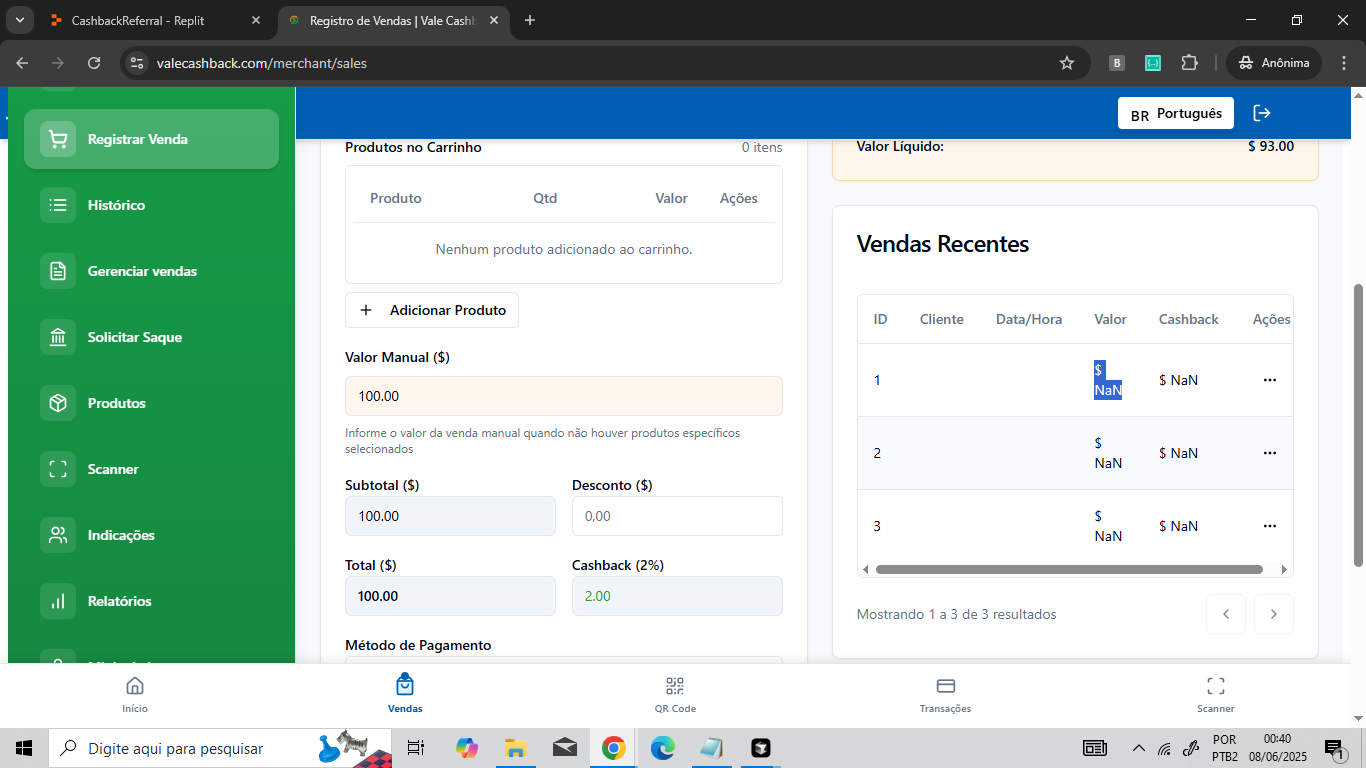 CashbackReferral - Replit
Registro de Vendas | Vale Cashb
valecashback.com/merchant/sales
B
Anônima
BR Português
Registrar Venda
Histórico
Gerenciar vendas
Solicitar Saque
Produtos
Scanner
Indicações
Relatórios
Produtos no Carrinho
0 itens
Produto Qtd Valor Ações
Nenhum produto adicionado ao carrinho.
+ Adicionar Produto
Valor Manual ($)
100.00
Informe o valor da venda manual quando não houver produtos específicos
selecionados
Subtotal ($) Desconto ($)
100.00 0,00
Total ($) Cashback (2%)
100.00 2.00
Método de Pagamento
Valor Líquido: $ 93.00
Vendas Recentes
ID Cliente Data/Hora Valor Cashback Ações
1 $ NaN $ NaN
2 $ NaN $ NaN
3 $ NaN $ NaN
Mostrando 1 a 3 de 3 resultados
Início
Vendas
QR Code
Transações
Scanner
Digite aqui para pesquisar
POR
PTB2
00:40
08/06/2025
1